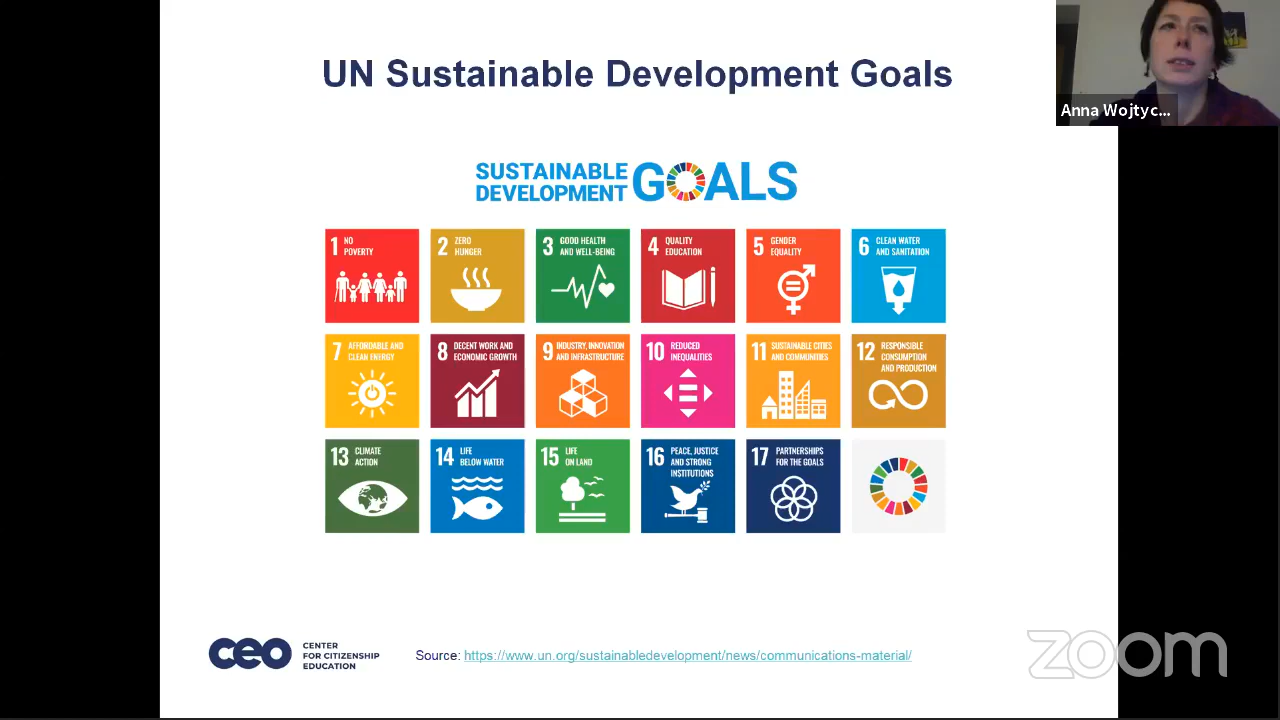 UN Sustainable Development Goals
Anna Wojtyc...
SUSTAINABLE
DEVELOPMENT
GOALS
1 NO
POVERTY
2 ZERO
HUNGER
3 GOOD HEALTH
AND WELL-BEING
4 QUALITY
EDUCATION
5 GENDER
EQUALITY
6 CLEAN WATER
AND SANITATION
7 AFFORDABLE AND
CLEAN ENERGY
8 DECENT WORK AND
ECONOMIC GROWTH
9 INDUSTRY, INNOVATION
AND INFRASTRUCTURE
10 REDUCED
INEQUALITIES
11 SUSTAINABLE CITIES
AND COMMUNITIES
12 RESPONSIBLE
CONSUMPTION
AND PRODUCTION
13 CLIMATE
ACTION
14 LIFE
BELOW WATER
15 LIFE
ON LAND
16 PEACE, JUSTICE
AND STRONG
INSTITUTIONS
17 PARTNERSHIPS
FOR THE GOALS
ceo
CENTER
FOR CITIZENSHIP
EDUCATION
Source: https://www.un.org/sustainabledevelopment/news/communications-material/
zoom